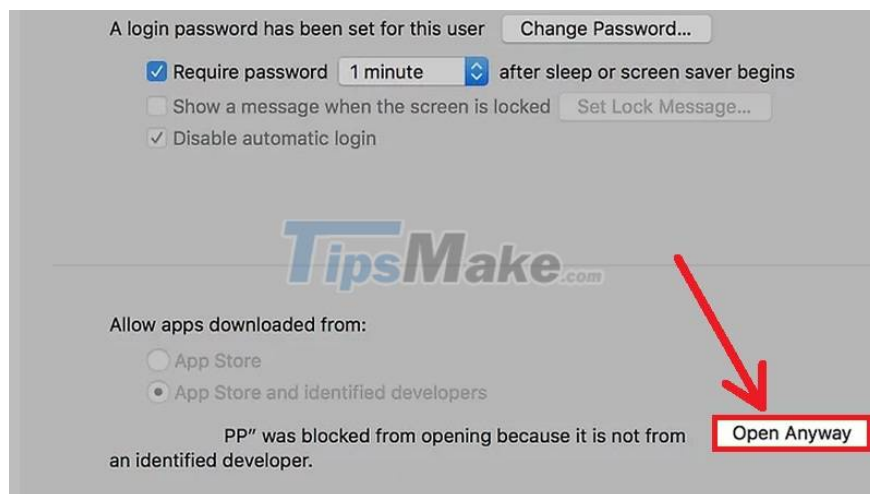 A login password has been set for this user Change Password...
Require password 1 minute after sleep or screen saver begins
Show a message when the screen is locked Set Lock Message...
Disable automatic login
TipsMake.com
Allow apps downloaded from:
App Store
App Store and identified developers
PP” was blocked from opening because it is not from Open Anyway
an identified developer.